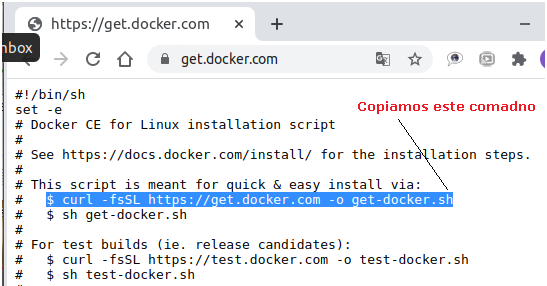 https://get.docker.com
nbox
get.docker.com
#!/bin/sh
set -e
Copiamos este comadno
# Docker CE for Linux installation script
#
# See https://docs.docker.com/install/ for the installation steps.
#
# This script is meant for quick & easy install via:
#   $ curl -fsSL https://get.docker.com -o get-docker.sh
#   $ sh get-docker.sh
#
# For test builds (ie. release candidates):
#   $ curl -fsSL https://test.docker.com -o test-docker.sh
#   $ sh test-docker.sh
#